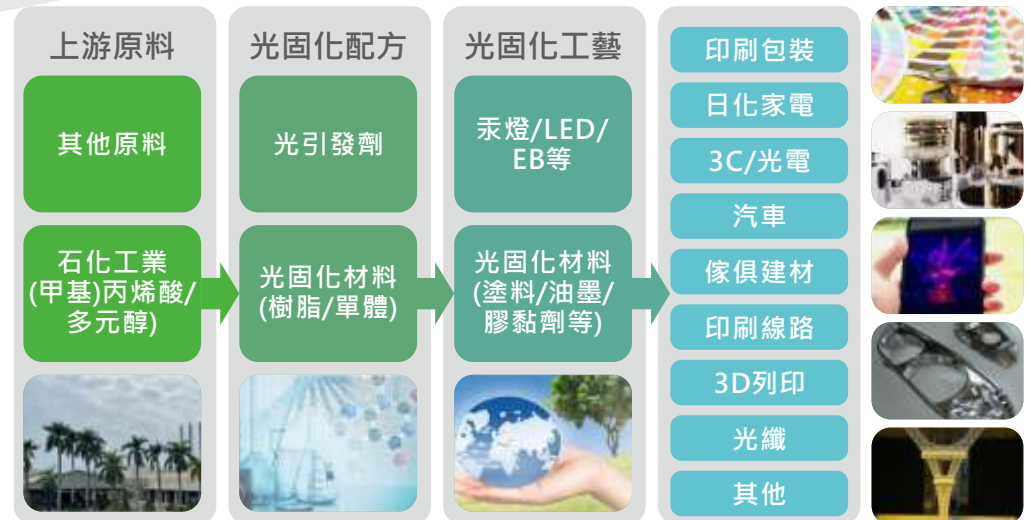 上游原料
其他原料
石化工業
(甲基)丙烯酸/
多元醇)
光固化配方
光引發劑
光固化材料
(樹脂/單體)
光固化工藝
汞燈/LED/
EB等
光固化材料
(塗料/油墨/
膠黏劑等)
印刷包裝
日化家電
3C/光電
汽車
傢俱建材
印刷線路
3D列印
光纖
其他